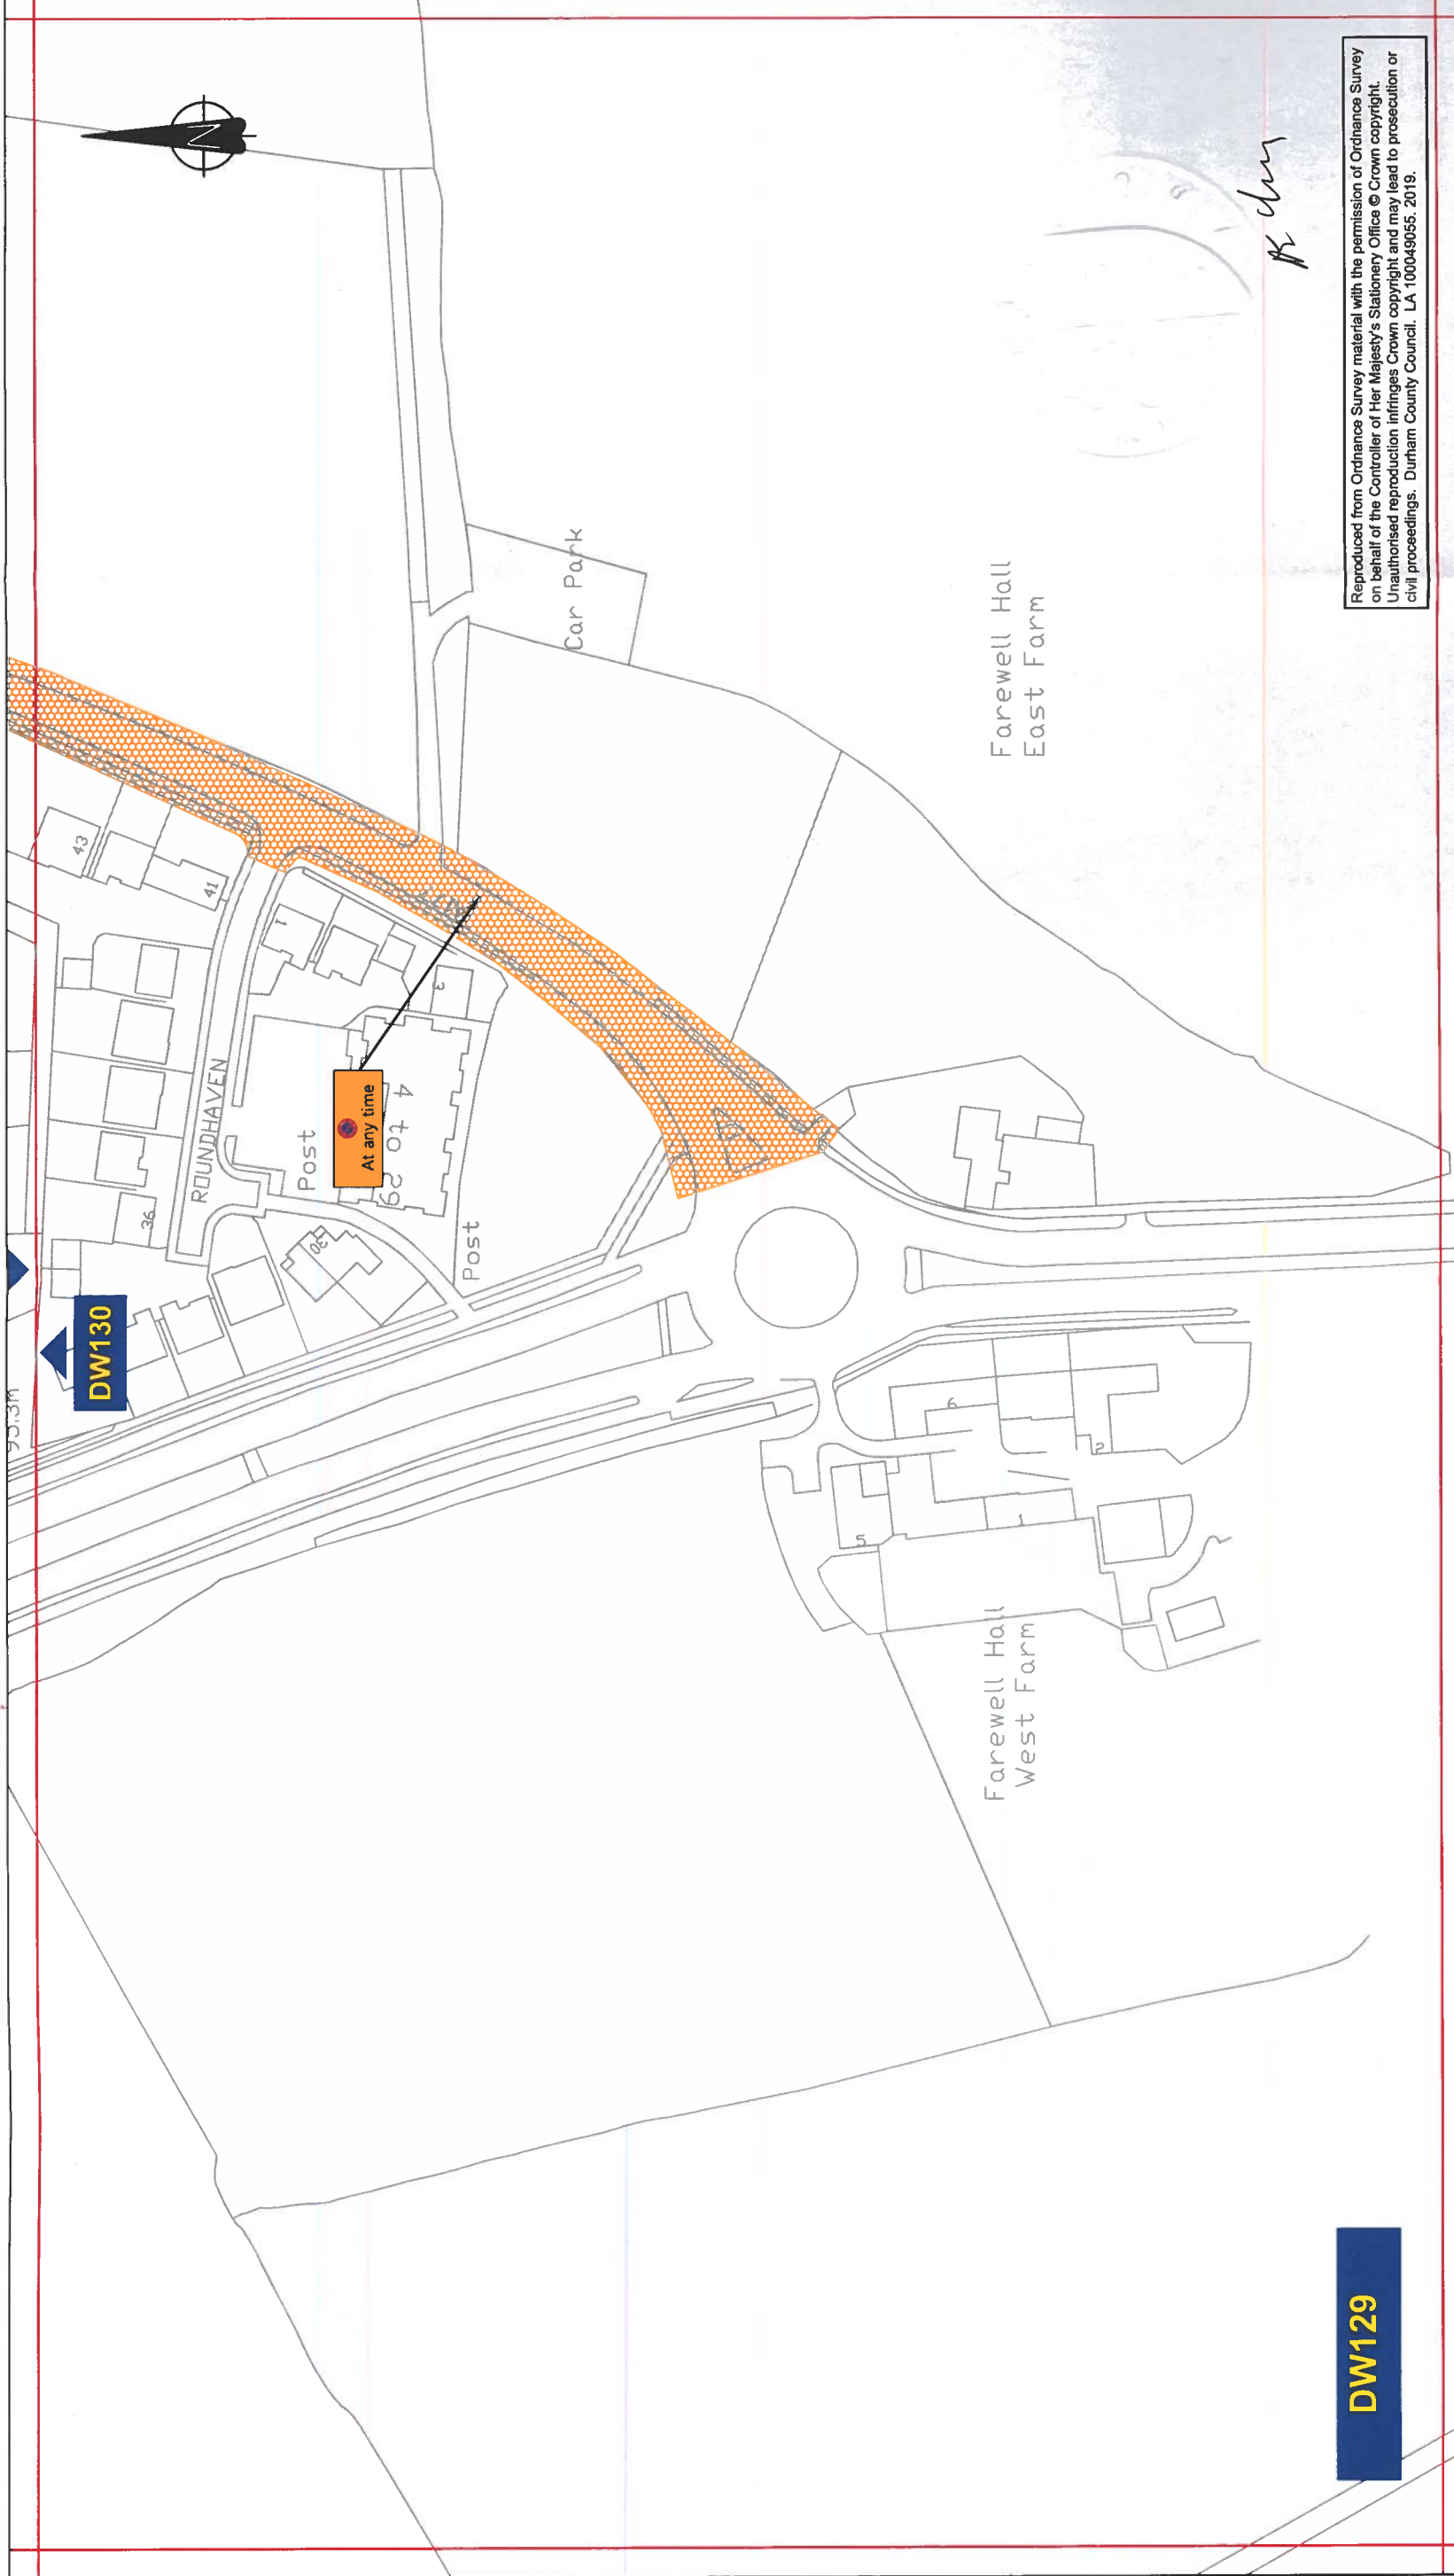 95.3m
DW130
43
41
1
ROUNDHAVEN
36
Post
At any time
3
4 to 29
30
Post
Car Park
Farewell Hall
East Farm
6
2
5
1
Farewell Hall
West Farm
DW129
N
Reproduced from Ordnance Survey material with the permission of Ordnance Survey
on behalf of the Controller of Her Majesty's Stationery Office © Crown copyright.
Unauthorised reproduction infringes Crown copyright and may lead to prosecution or
civil proceedings. Durham County Council. LA 100049055. 2019.